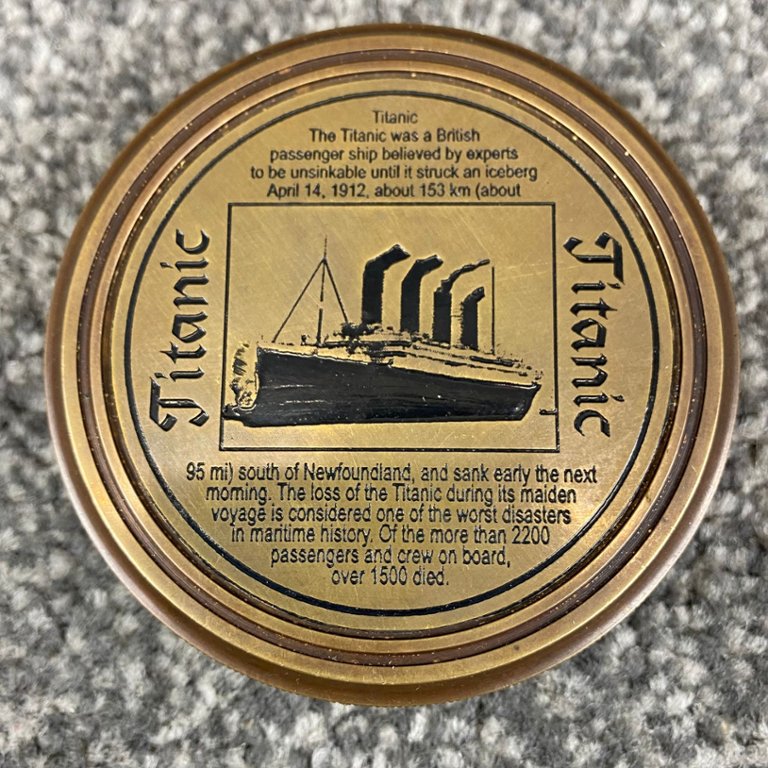 Titanic
The Titanic was a British
passenger ship believed by experts
to be unsinkable until it struck an iceberg
April 14, 1912, about 153 km (about
Titanic
Titanic
95 mi) south of Newfoundland, and sank early the next
morning. The loss of the Titanic during its maiden
voyage is considered one of the worst disasters
in maritime history. Of the more than 2200
passengers and crew on board,
over 1500 died.